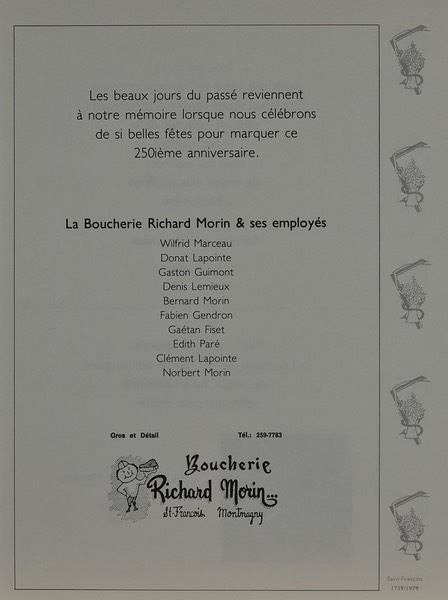 Les beaux jours du passé reviennent
à notre mémoire lorsque nous célébrons
de si belles fêtes pour marquer ce
250ième anniversaire.
La Boucherie Richard Morin & ses employés
Wilfrid Marceau
Donat Lapointe
Gaston Guimont
Denis Lemieux
Bernard Morin
Fabien Gendron
Gaétan Fiset
Edith Paré
Clément Lapointe
Norbert Morin
Gros et Détail Tél.: 259-7783
Boucherie
Richard Morin...
St-François Montmagny
Saint-François
1729/1979